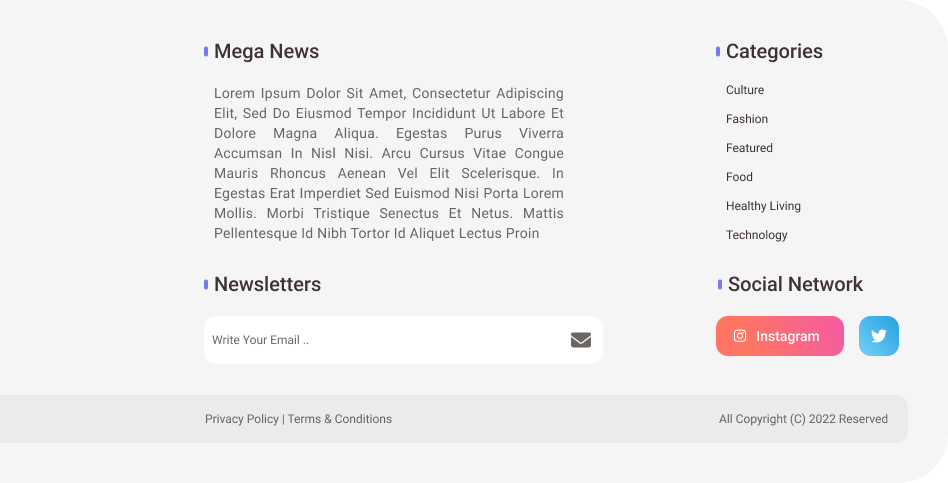 Mega News
Lorem Ipsum Dolor Sit Amet, Consectetur Adipiscing
Elit, Sed Do Eiusmod Tempor Incididunt Ut Labore Et
Dolore Magna Aliqua. Egestas Purus Viverra
Accumsan In Nisl Nisi. Arcu Cursus Vitae Congue
Mauris Rhoncus Aenean Vel Elit Scelerisque. In
Egestas Erat Imperdiet Sed Euismod Nisi Porta Lorem
Mollis. Morbi Tristique Senectus Et Netus. Mattis
Pellentesque Id Nibh Tortor Id Aliquet Lectus Proin
Categories
Culture
Fashion
Featured
Food
Healthy Living
Technology
Newsletters
Write Your Email ..
Social Network
Instagram
Privacy Policy | Terms & Conditions
All Copyright (C) 2022 Reserved